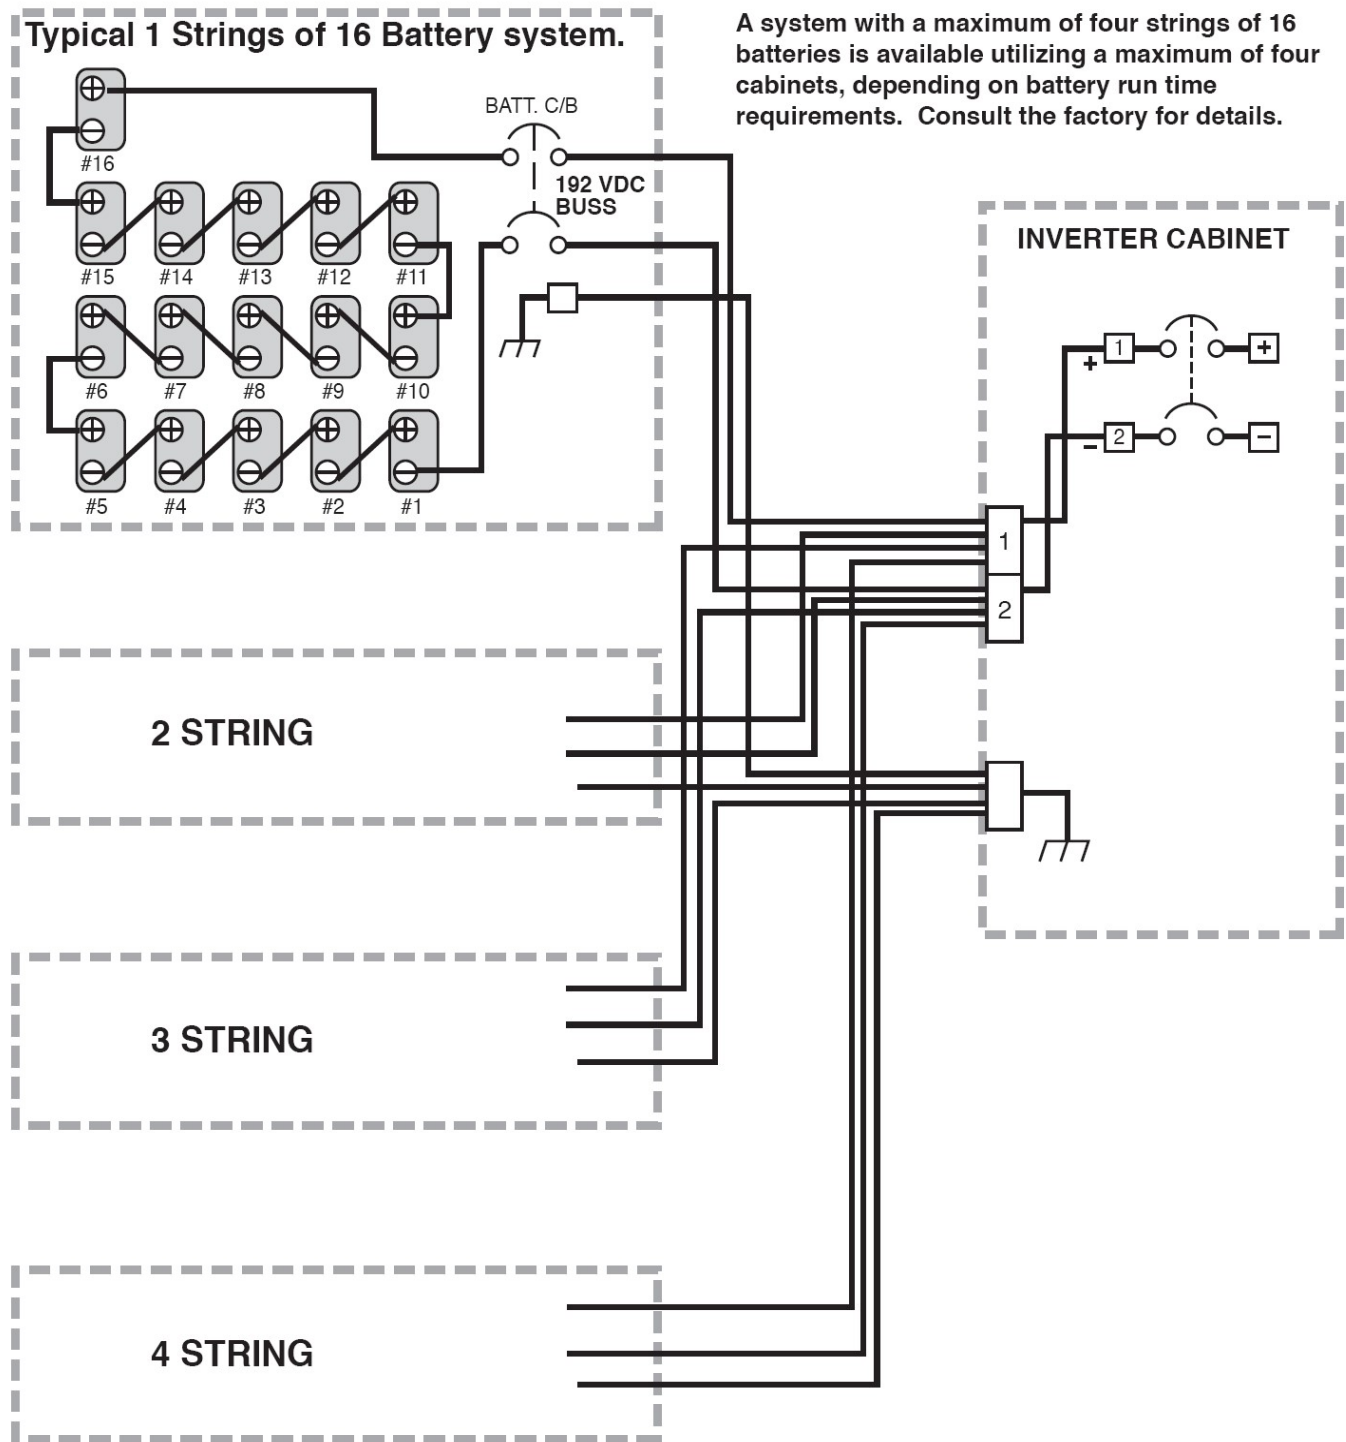 Typical 1 Strings of 16 Battery system.
A system with a maximum of four strings of 16
batteries is available utilizing a maximum of four
cabinets, depending on battery run time
requirements.  Consult the factory for details.
BATT. C/B
192 VDC
BUSS
#16
#15 #14 #13 #12 #11
#6 #7 #8 #9 #10
#5 #4 #3 #2 #1
INVERTER CABINET
+ 1 +
- 2 -
1
2
2 STRING
3 STRING
4 STRING